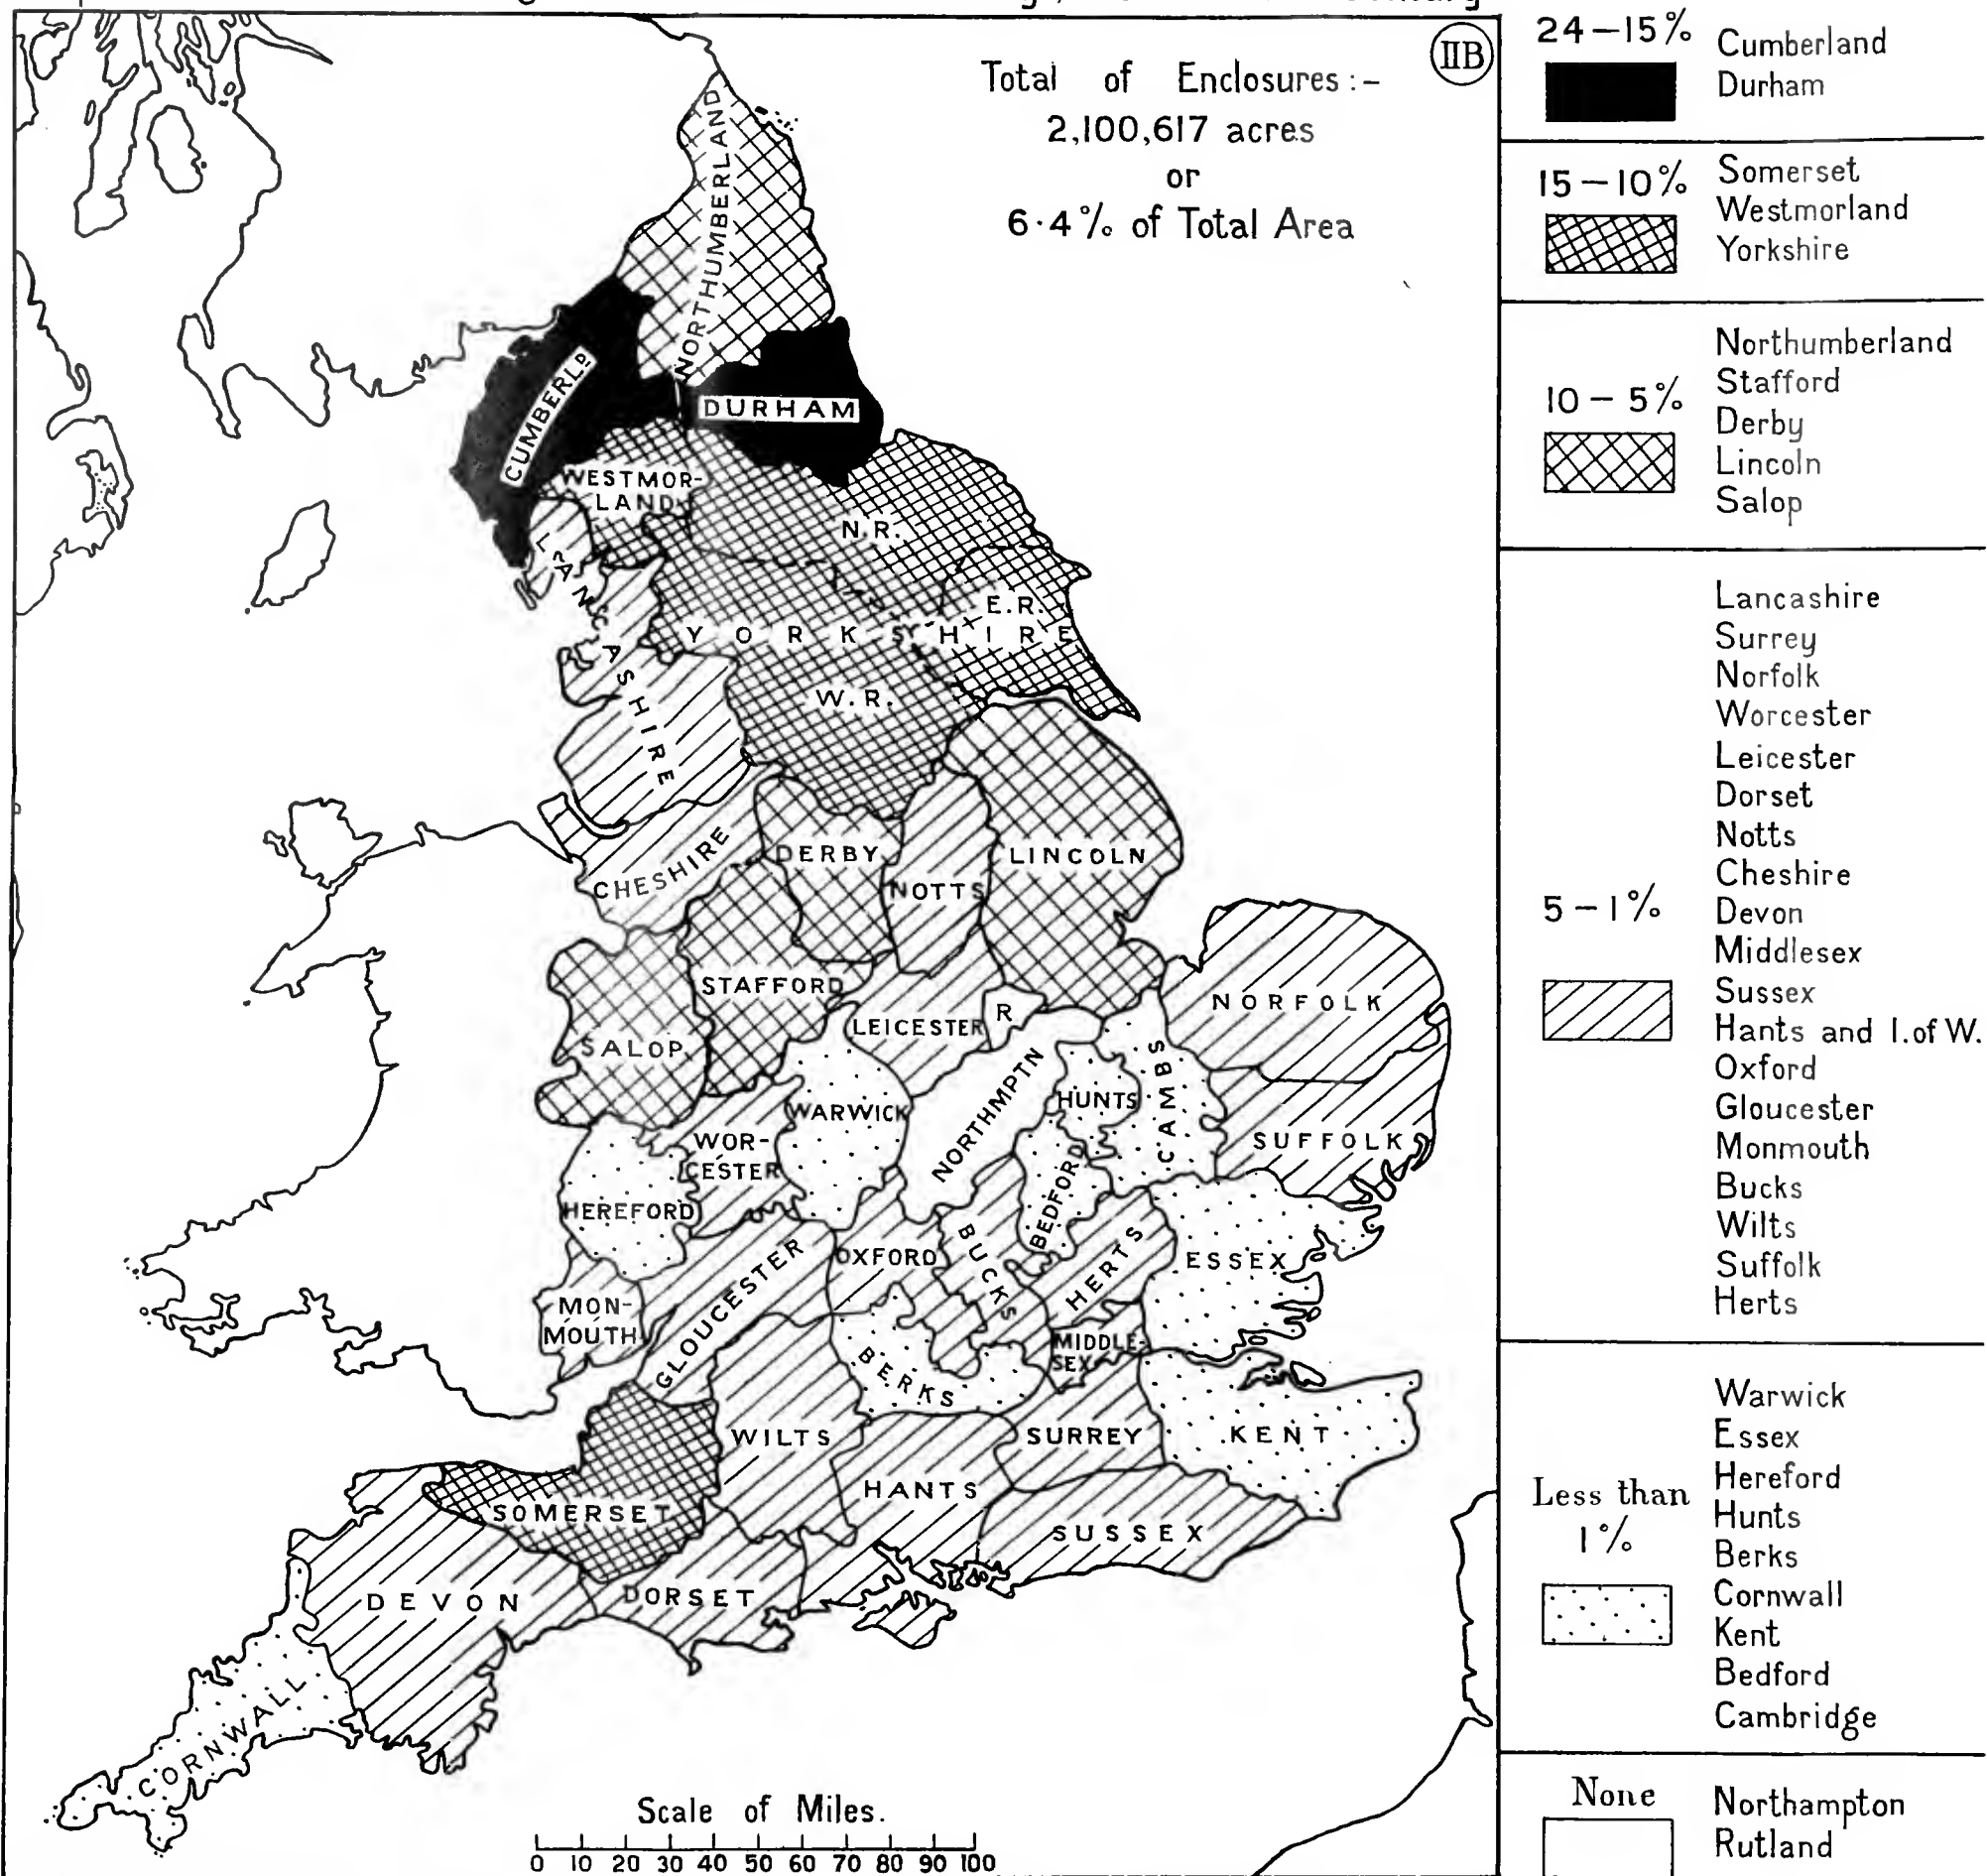 IIB
Total of Enclosures:-
2,100,617 acres
or
6·4% of Total Area
NORTHUMBERLAND
CUMBERLD
DURHAM
WESTMOR-
LAND
N.R.
LANCASHIRE
E.R.
YORKSHIRE
W.R.
CHESHIRE
DERBY
NOTTS
LINCOLN
STAFFORD
SALOP
LEICESTER
R
NORFOLK
NORTHMPTN
HUNTS
CAMBS
WARWICK
WOR-
CESTER
SUFFOLK
HEREFORD
BEDFORD
OXFORD
BUCKS
HERTS
ESSEX
MON-
MOUTH
GLOUCESTER
MIDDLE-
SEX
BERKS
WILTS
SURREY
KENT
HANTS
SOMERSET
SUSSEX
DEVON
DORSET
CORNWALL
Scale of Miles.
0 10 20 30 40 50 60 70 80 90 100
24–15%
Cumberland
Durham
15–10%
Somerset
Westmorland
Yorkshire
10–5%
Northumberland
Stafford
Derby
Lincoln
Salop
5–1%
Lancashire
Surrey
Norfolk
Worcester
Leicester
Dorset
Notts
Cheshire
Devon
Middlesex
Sussex
Hants and I. of W.
Oxford
Gloucester
Monmouth
Bucks
Wilts
Suffolk
Herts
Less than
1%
Warwick
Essex
Hereford
Hunts
Berks
Cornwall
Kent
Bedford
Cambridge
None
Northampton
Rutland